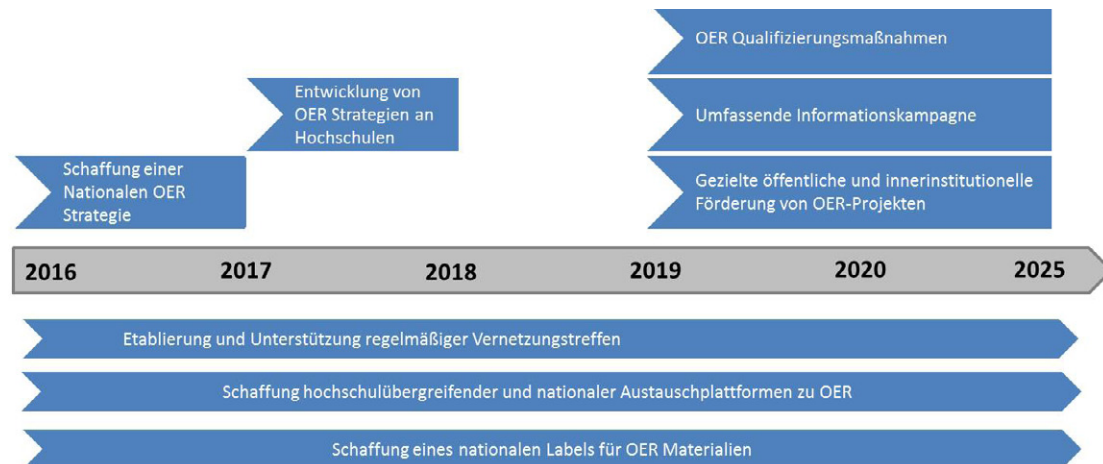 OER Qualifizierungsmaßnahmen
Entwicklung von
OER Strategien an
Hochschulen
Umfassende Informationskampagne
Schaffung einer
Nationalen OER
Strategie
Gezielte öffentliche und innerinstitutionelle
Förderung von OER-Projekten
2016 2017 2018 2019 2020 2025
Etablierung und Unterstützung regelmäßiger Vernetzungstreffen
Schaffung hochschulübergreifender und nationaler Austauschplattformen zu OER
Schaffung eines nationalen Labels für OER Materialien